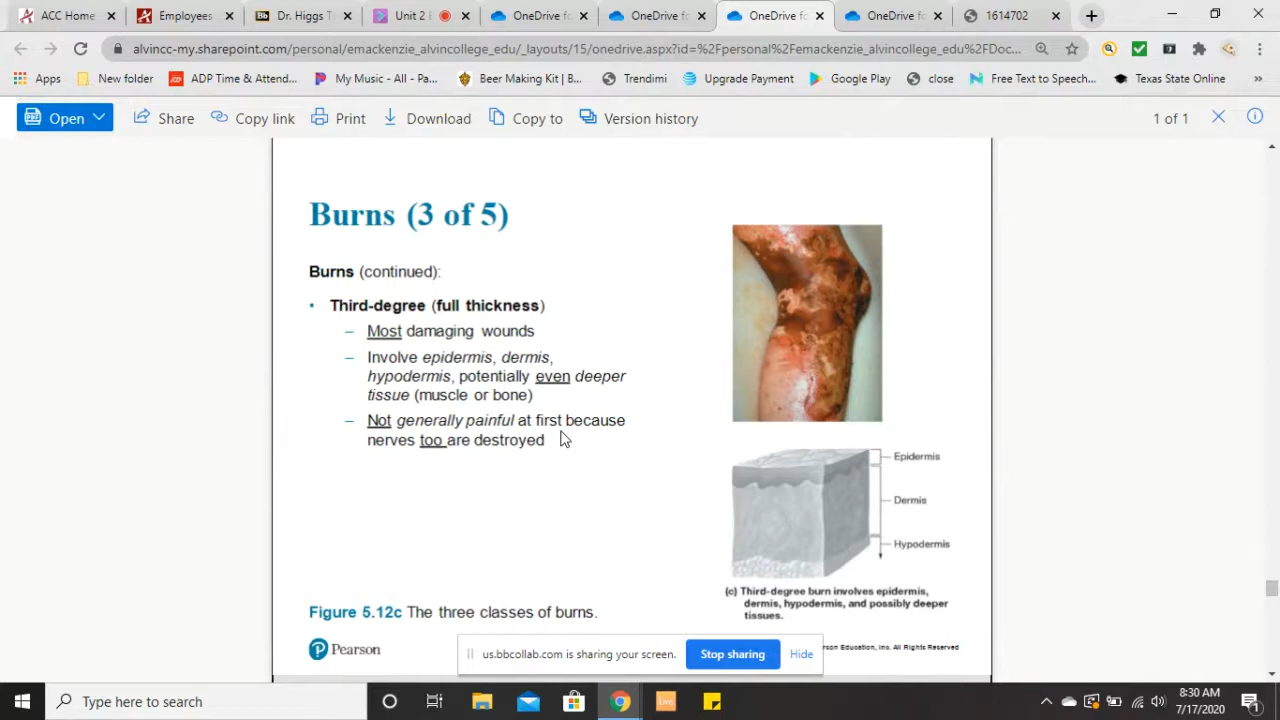 ACC Home
Employees
Dr. Higgs T
Unit 2 E
OneDrive fo
OneDrive fo
OneDrive fo
OneDrive fo
1614702
alvincc-my.sharepoint.com/personal/emackenzie_alvincollege_edu/_layouts/15/onedrive.aspx?id=%2Fpersonal%2Femackenzie_alvincollege_edu%2FDoc...
Apps
New folder
ADP Time & Attend...
My Music - All - Pa...
Beer Making Kit | B...
Trendimi
Upgrade Payment
Google Play
close
Free Text to Speech...
Texas State Online
»
Open
Share
Copy link
Print
Download
Copy to
Version history
1 of 1
Burns (3 of 5)
Burns (continued):
• Third-degree (full thickness)
– Most damaging wounds
– Involve epidermis, dermis,
hypodermis, potentially even deeper
tissue (muscle or bone)
– Not generally painful at first because
nerves too are destroyed
Epidermis
Dermis
Hypodermis
(c) Third-degree burn involves epidermis,
dermis, hypodermis, and possibly deeper
tissues.
Figure 5.12c The three classes of burns.
Pearson
us.bbcollab.com is sharing your screen.
Stop sharing
Hide
rson Education, Inc. All Rights Reserved
Type here to search
Live
8:30 AM
7/17/2020